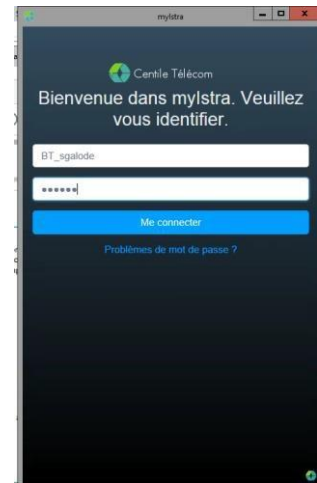 myIstra
Centile Télécom
Bienvenue dans myIstra. Veuillez
vous identifier.
BT_sgalode
••••••
Me connecter
Problèmes de mot de passe ?